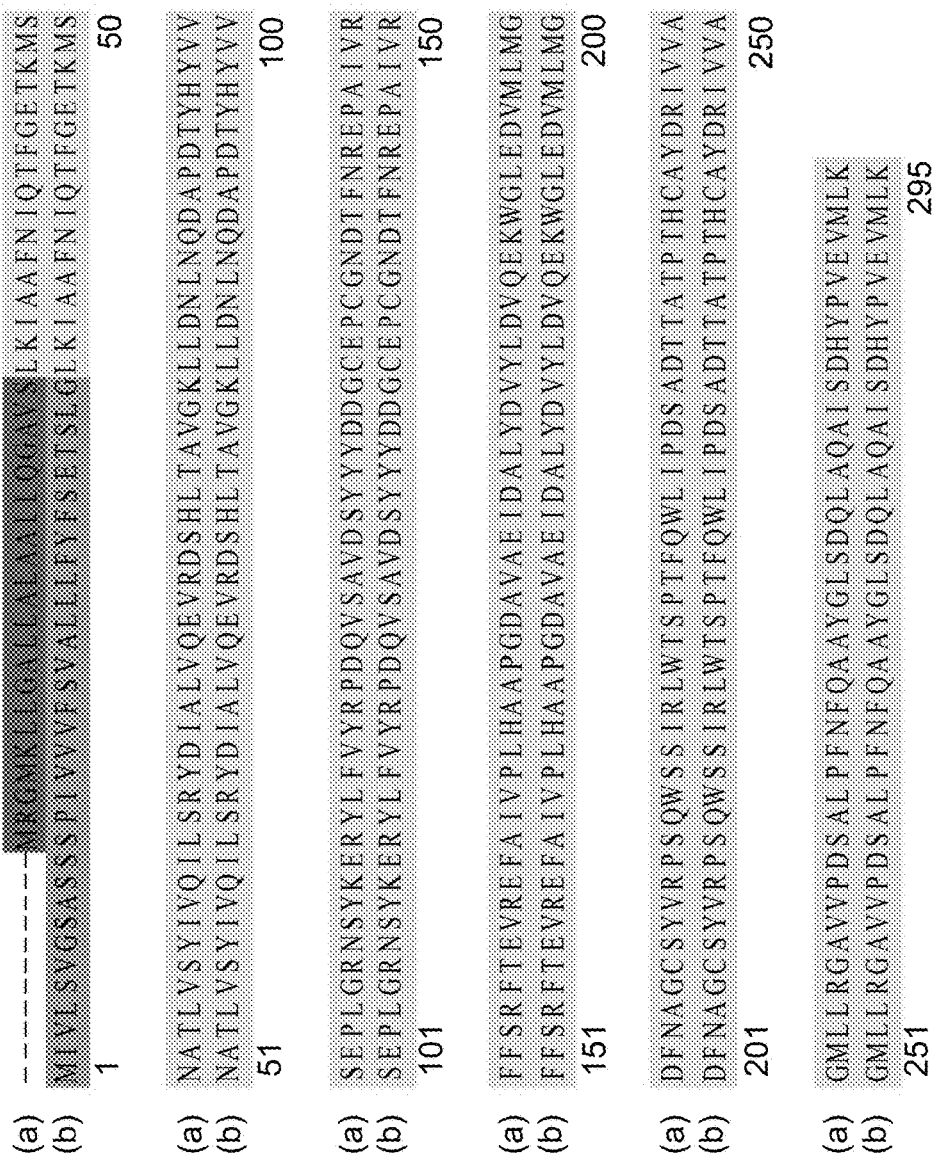 (a) -----------MRGMKLLGALLALAALLQGAVSLKIAAFNIQTFGETKMS
(b) MIVLSVGSASSSPIVVVFSVALLLFYFSETSLGLKIAAFNIQTFGETKMS
1 50
(a) NATLVSYIVQILSRYDIALVQEVRDSHLTAVGKLLDNLNQDAPDTYHYVV
(b) NATLVSYIVQILSRYDIALVQEVRDSHLTAVGKLLDNLNQDAPDTYHYVV
51 100
(a) SEPLGRNSYKERYLFVYRPDQVSAVDSYYYDDGCEPCGNDTFNREPAIVR
(b) SEPLGRNSYKERYLFVYRPDQVSAVDSYYYDDGCEPCGNDTFNREPAIVR
101 150
(a) FFSRFTEVREFAIVPLHAAPGDAVAEIDALYDVYLDVQEKWGLEDVMLMG
(b) FFSRFTEVREFAIVPLHAAPGDAVAEIDALYDVYLDVQEKWGLEDVMLMG
151 200
(a) DFNAGCSYVRPSQWSSIRLWTSPTFQWLIPDSADTTATPTHCAYDRIVVA
(b) DFNAGCSYVRPSQWSSIRLWTSPTFQWLIPDSADTTATPTHCAYDRIVVA
201 250
(a) GMLLRGAVVPDSALPFNFQAAYGLSDQLAQAISDHYPVEVMLK
(b) GMLLRGAVVPDSALPFNFQAAYGLSDQLAQAISDHYPVEVMLK
251 295